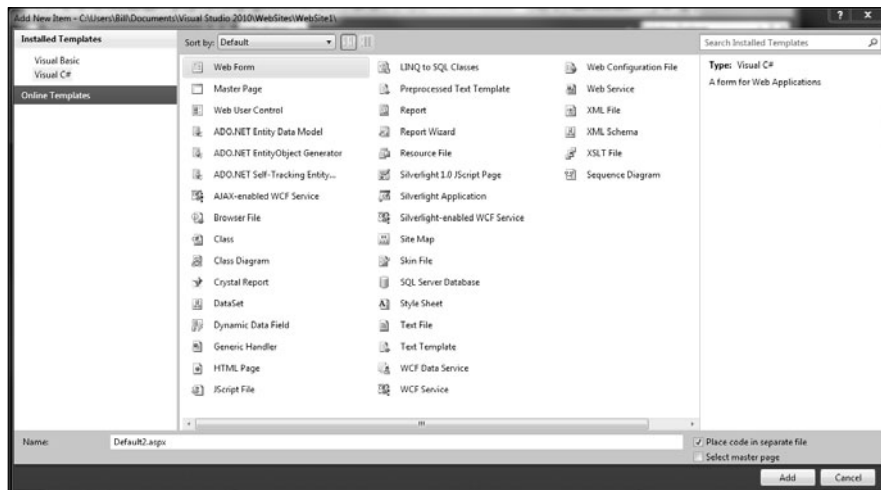 Add New Item - C:\Users\Bill\Documents\Visual Studio 2010\WebSites\WebSite1\
Installed Templates
Visual Basic
Visual C#
Online Templates
Sort by: Default
Search Installed Templates
Web Form
Master Page
Web User Control
ADO.NET Entity Data Model
ADO.NET EntityObject Generator
ADO.NET Self-Tracking Entity...
AJAX-enabled WCF Service
Browser File
Class
Class Diagram
Crystal Report
DataSet
Dynamic Data Field
Generic Handler
HTML Page
JScript File
LINQ to SQL Classes
Preprocessed Text Template
Report
Report Wizard
Resource File
Silverlight 1.0 JScript Page
Silverlight Application
Silverlight-enabled WCF Service
Site Map
Skin File
SQL Server Database
Style Sheet
Text File
Text Template
WCF Data Service
WCF Service
Web Configuration File
Web Service
XML File
XML Schema
XSLT File
Sequence Diagram
Type: Visual C#
A form for Web Applications
Name: Default2.aspx
Place code in separate file
Select master page
Add Cancel